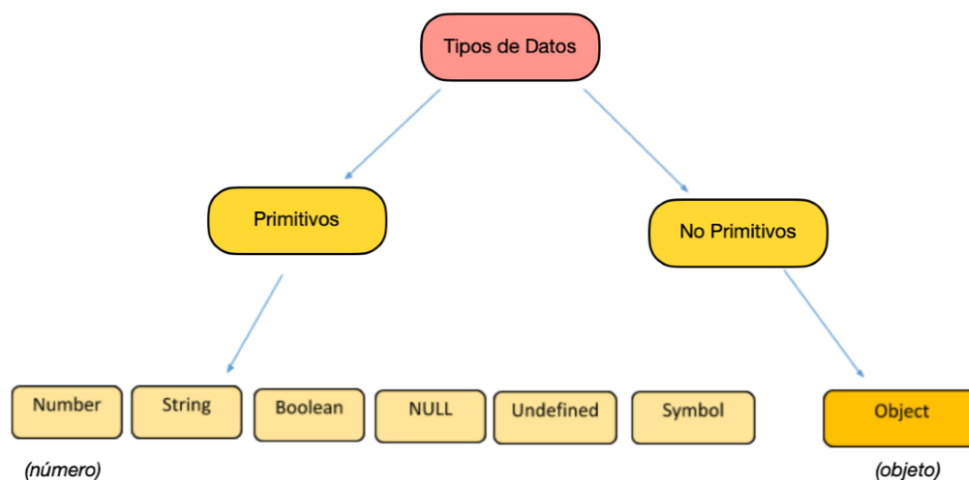 Tipos de Datos
Primitivos
No Primitivos
Number
String
Boolean
NULL
Undefined
Symbol
Object
(número)
(objeto)